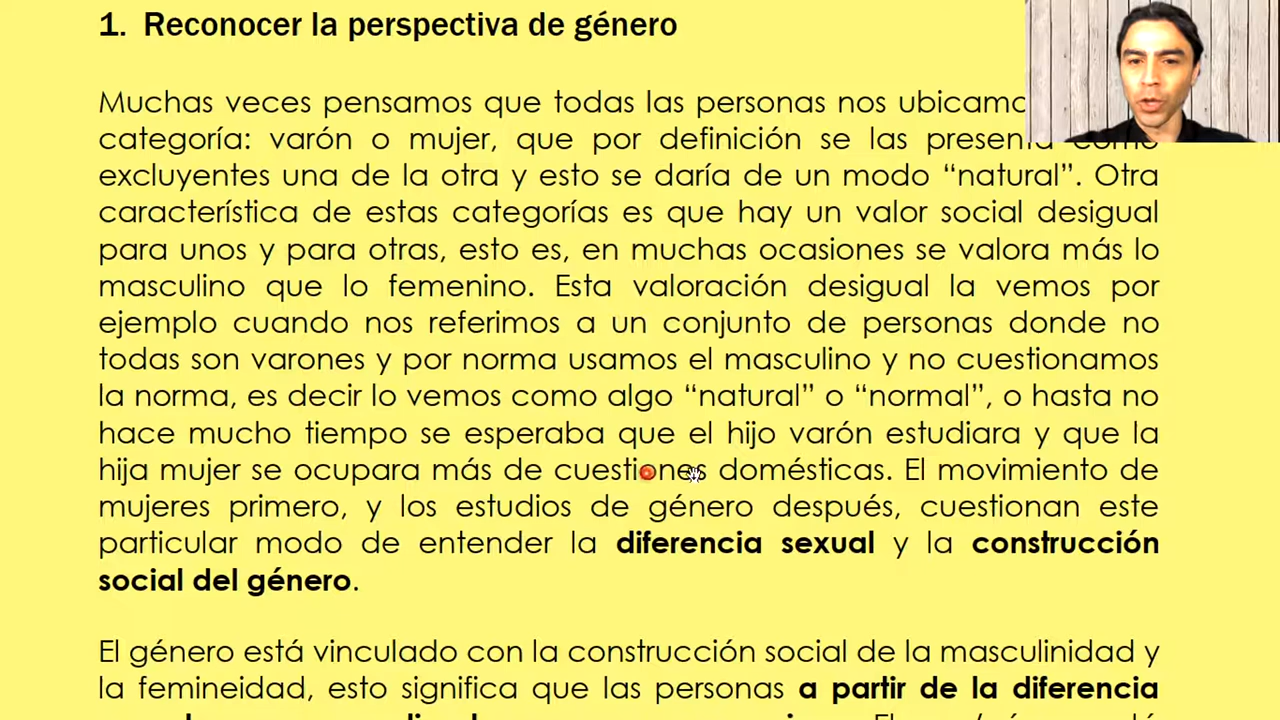 1. Reconocer la perspectiva de género
Muchas veces pensamos que todas las personas nos
categoría: varón o mujer, que por definición se las presenta como
excluyentes una de la otra y esto se daría de un modo “natural”. Otra
característica de estas categorías es que hay un valor social desigual
para unos y para otras, esto es, en muchas ocasiones se valora más lo
masculino que lo femenino. Esta valoración desigual la vemos por
ejemplo cuando nos referimos a un conjunto de personas donde no
todas son varones y por norma usamos el masculino y no cuestionamos
la norma, es decir lo vemos como algo “natural” o “normal”, o hasta no
hace mucho tiempo se esperaba que el hijo varón estudiara y que la
hija mujer se ocupara más de cuestiones domésticas. El movimiento de
mujeres primero, y los estudios de género después, cuestionan este
particular modo de entender la diferencia sexual y la construcción
social del género.
El género está vinculado con la construcción social de la masculinidad y
la femineidad, esto significa que las personas a partir de la diferencia